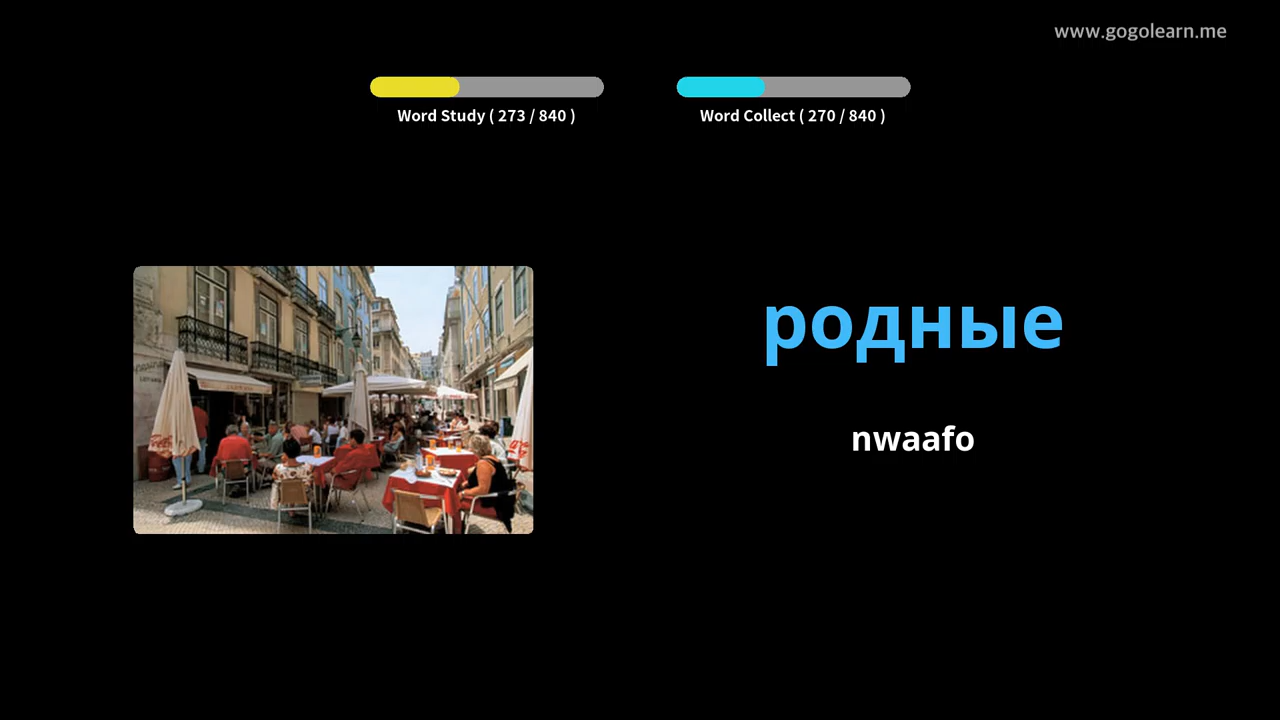 www.gogolearn.me
Word Study ( 273 / 840 )
Word Collect ( 270 / 840 )
родные
nwaafo